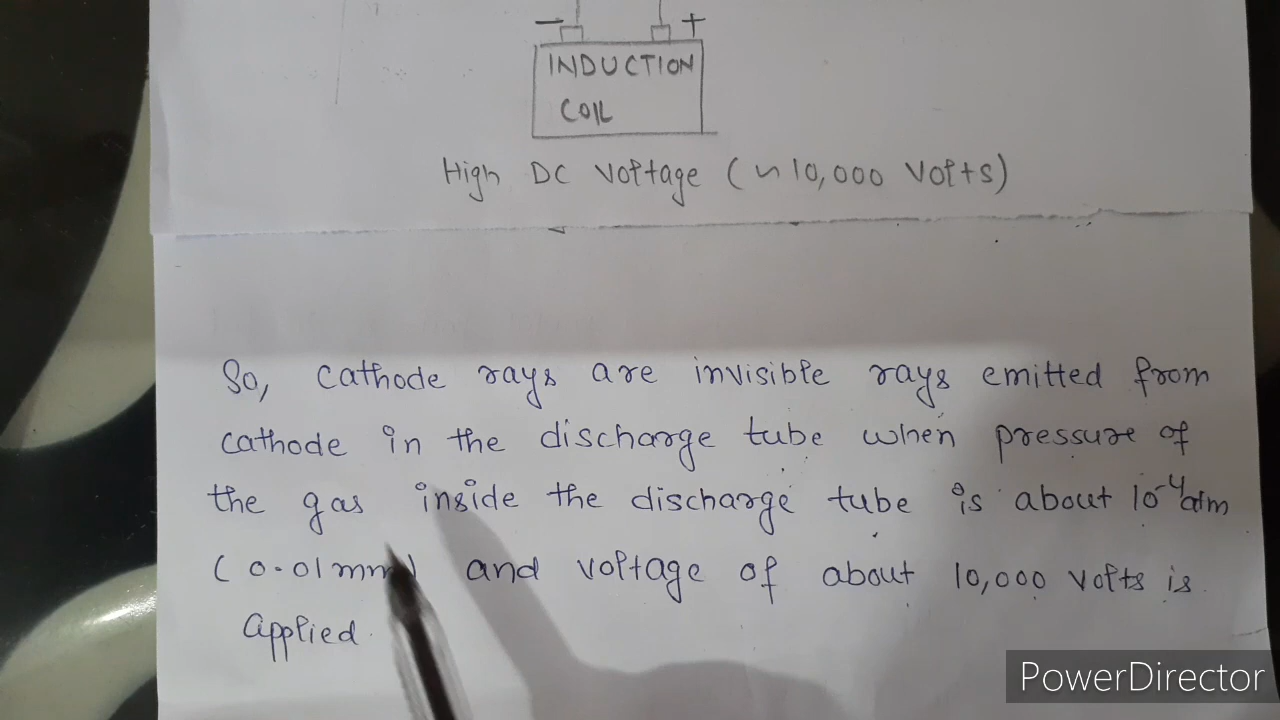 - +
INDUCTION
COIL
High DC Voltage (~10,000 Volts)
So, cathode rays are invisible rays emitted from
cathode in the discharge tube when pressure of
the gas inside the discharge tube is about 10⁻⁴ atm
(0.01mm) and voltage of about 10,000 volts is
applied.
PowerDirector